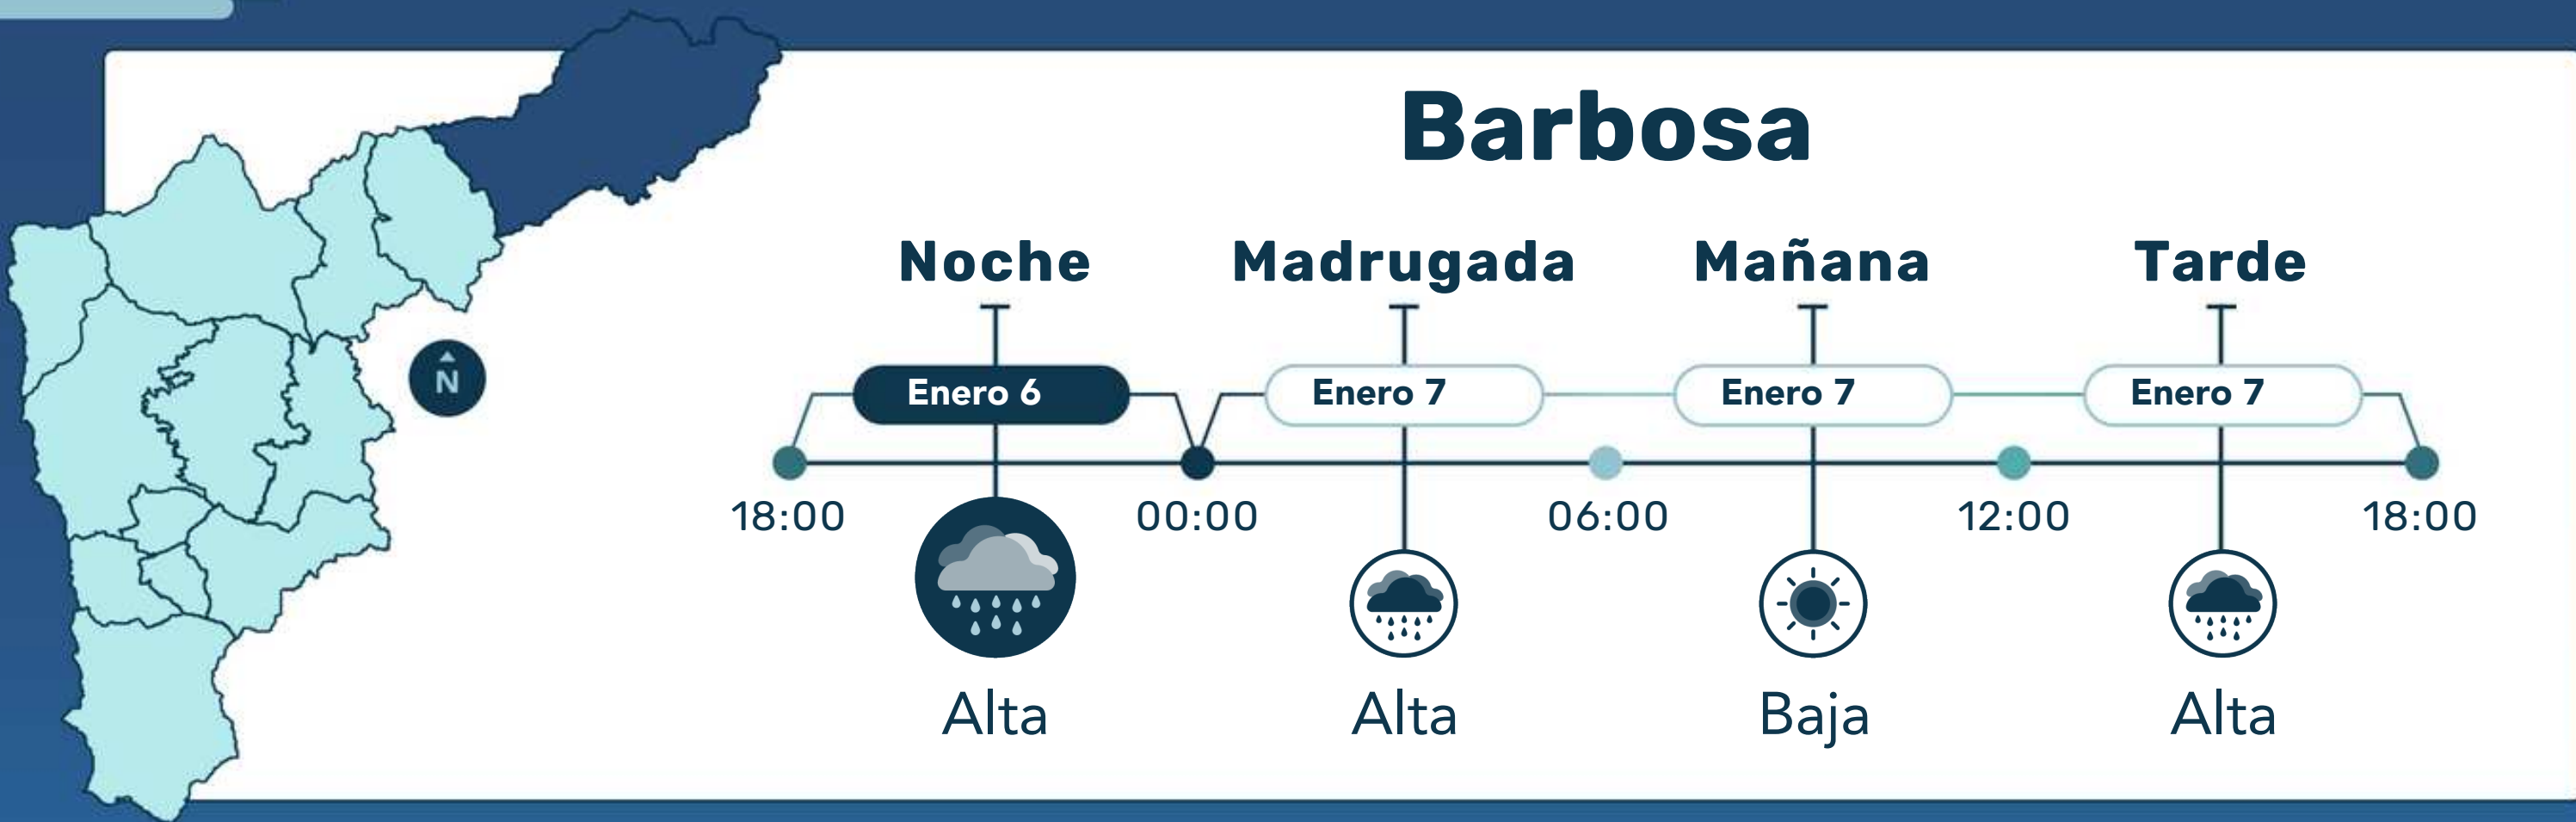 Barbosa
Noche Madrugada Mañana Tarde
N
Enero 6 Enero 7 Enero 7 Enero 7
18:00 00:00 06:00 12:00 18:00
Alta Alta Baja Alta